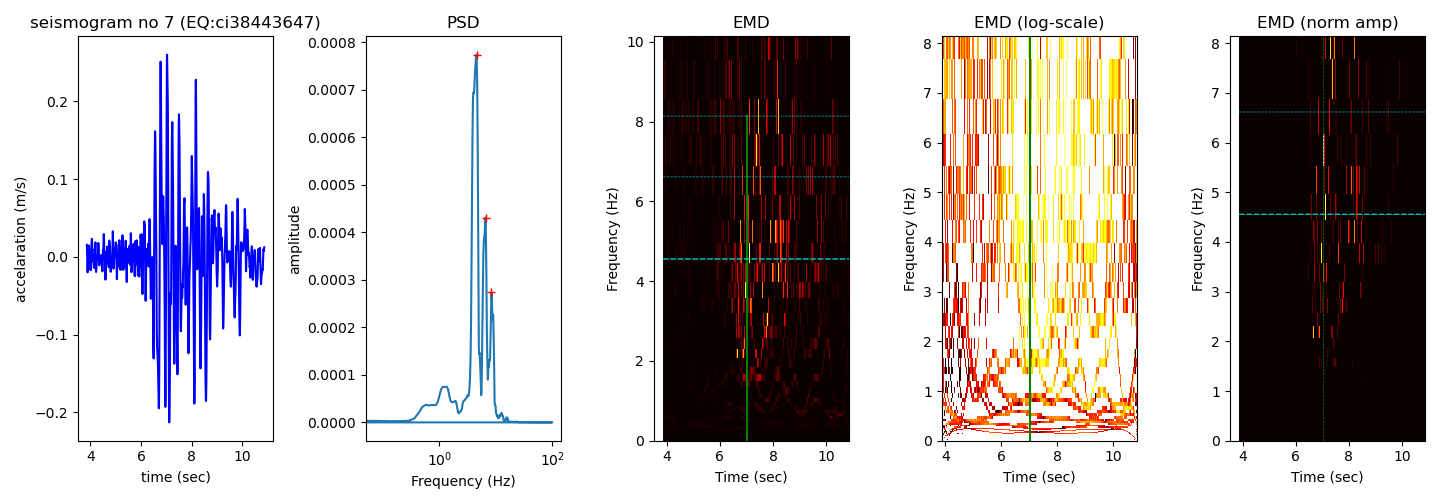 seismogram no 7 (EQ:ci38443647)
accelaration (m/s)
0.2
0.1
0.0
−0.1
−0.2
4 6 8 10
time (sec)
PSD
amplitude
0.0008
0.0007
0.0006
0.0005
0.0004
0.0003
0.0002
0.0001
0.0000
10^0 10^2
Frequency (Hz)
EMD
Frequency (Hz)
10
8
6
4
2
0
4 6 8 10
Time (sec)
EMD (log-scale)
Frequency (Hz)
8
7
6
5
4
3
2
1
0
4 6 8 10
Time (sec)
EMD (norm amp)
Frequency (Hz)
8
7
6
5
4
3
2
1
0
4 6 8 10
Time (sec)